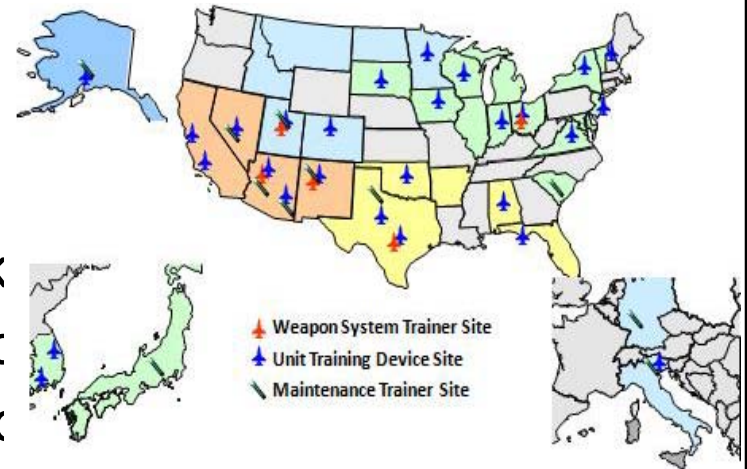 Weapon System Trainer Site
Unit Training Device Site
Maintenance Trainer Site